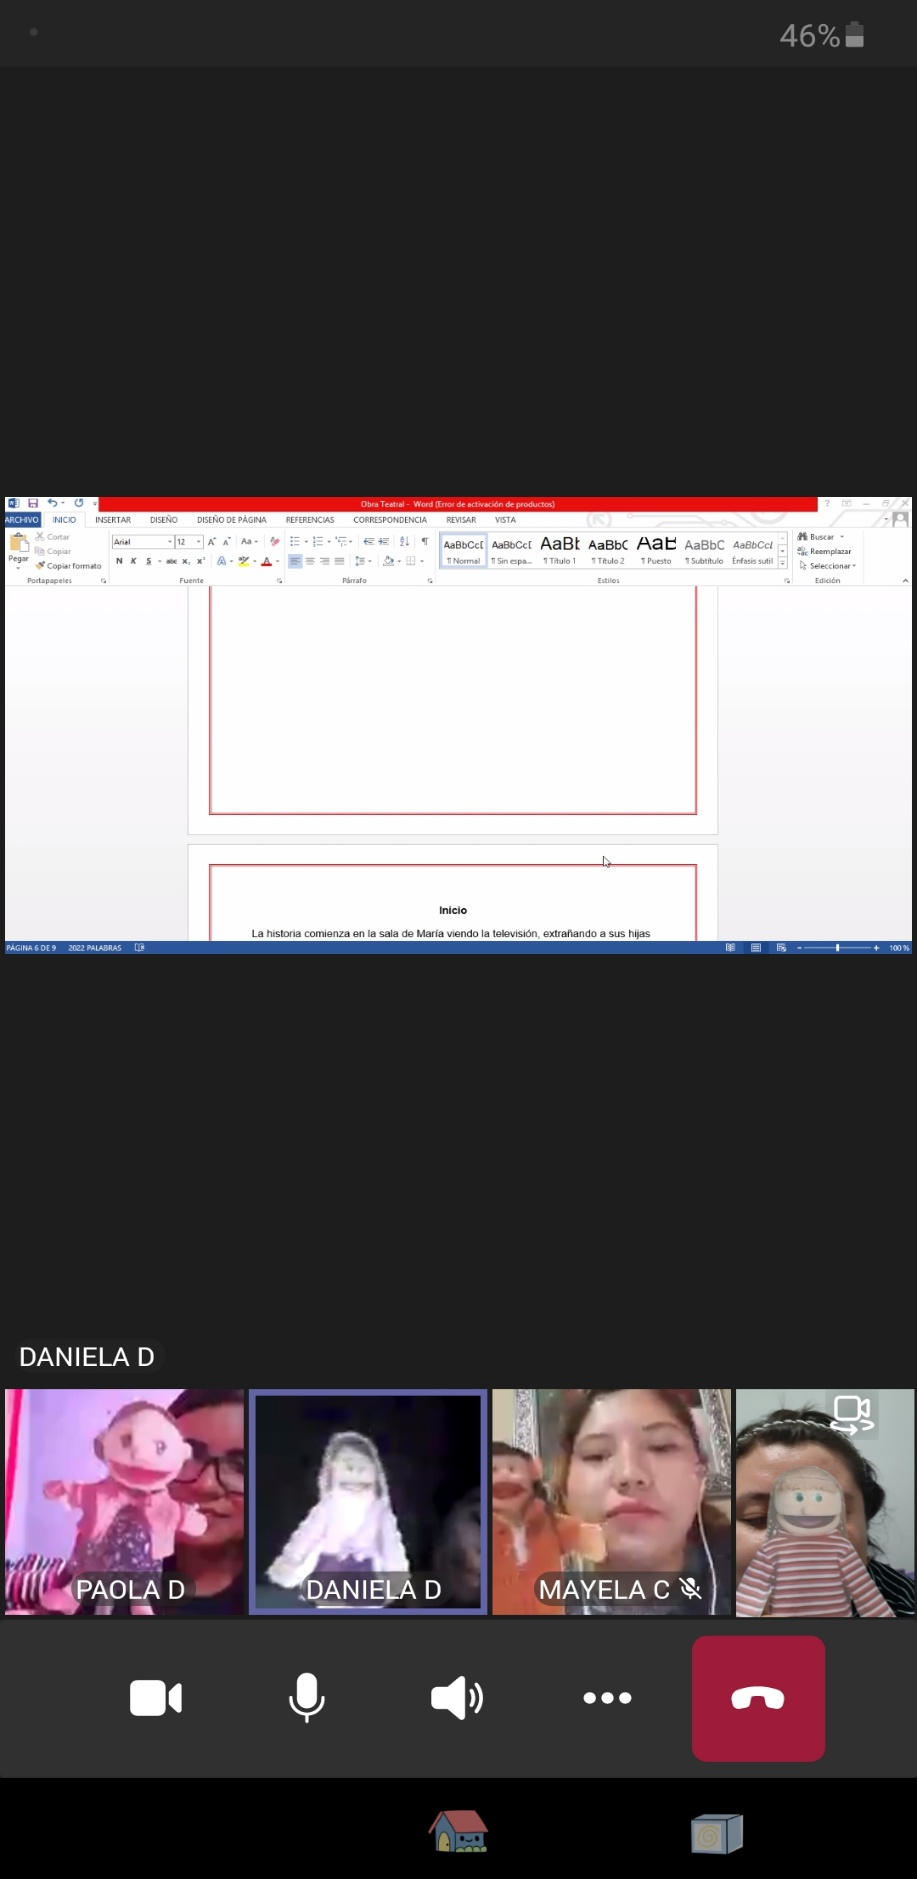 46%
Obra Teatral - Word (Error de activación de productos)
ARCHIVO INICIO INSERTAR DISEÑO DISEÑO DE PÁGINA REFERENCIAS CORRESPONDENCIA REVISAR VISTA
Pegar
Cortar
Copiar
Copiar formato
Portapapeles
Arial 12
Aa
N K S abc x₂ x²
Fuente
Párrafo
AaBbCcI AaBbCcI AaBb AaBbC AaB AaBbC AaBbCcI
¶ Normal ¶ Sin espa... ¶ Título 1 ¶ Título 2 ¶ Puesto ¶ Subtítulo Énfasis sutil
Estilos
Buscar
Reemplazar
Seleccionar
Edición
Inicio
La historia comienza en la sala de María viendo la televisión, extrañando a sus hijas
PÁGINA 6 DE 9 2022 PALABRAS 100 %
DANIELA D
PAOLA D
DANIELA D
MAYELA C